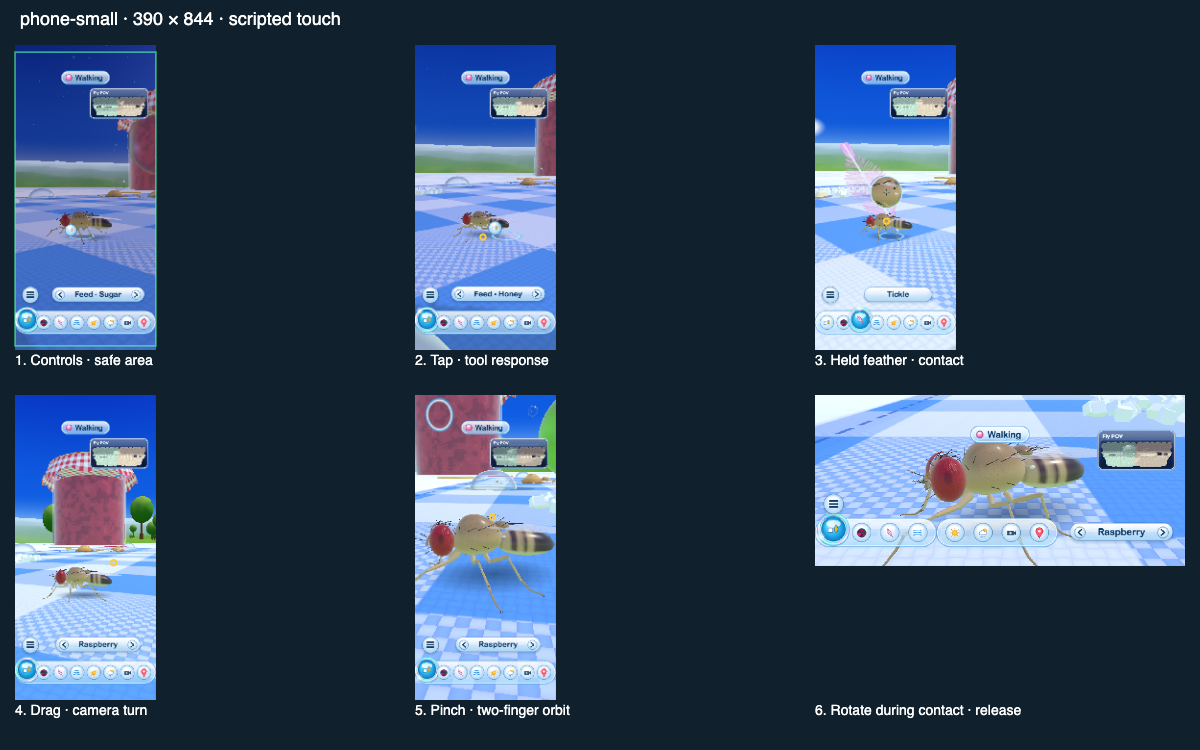 phone-small · 390 × 844 · scripted touch
Walking
Fly POV
Feed · Sugar
1. Controls · safe area
Walking
Fly POV
Feed · Honey
2. Tap · tool response
Walking
Fly POV
Tickle
3. Held feather · contact
Walking
Fly POV
Raspberry
4. Drag · camera turn
Walking
Fly POV
Raspberry
5. Pinch · two-finger orbit
Walking
Fly POV
Raspberry
6. Rotate during contact · release